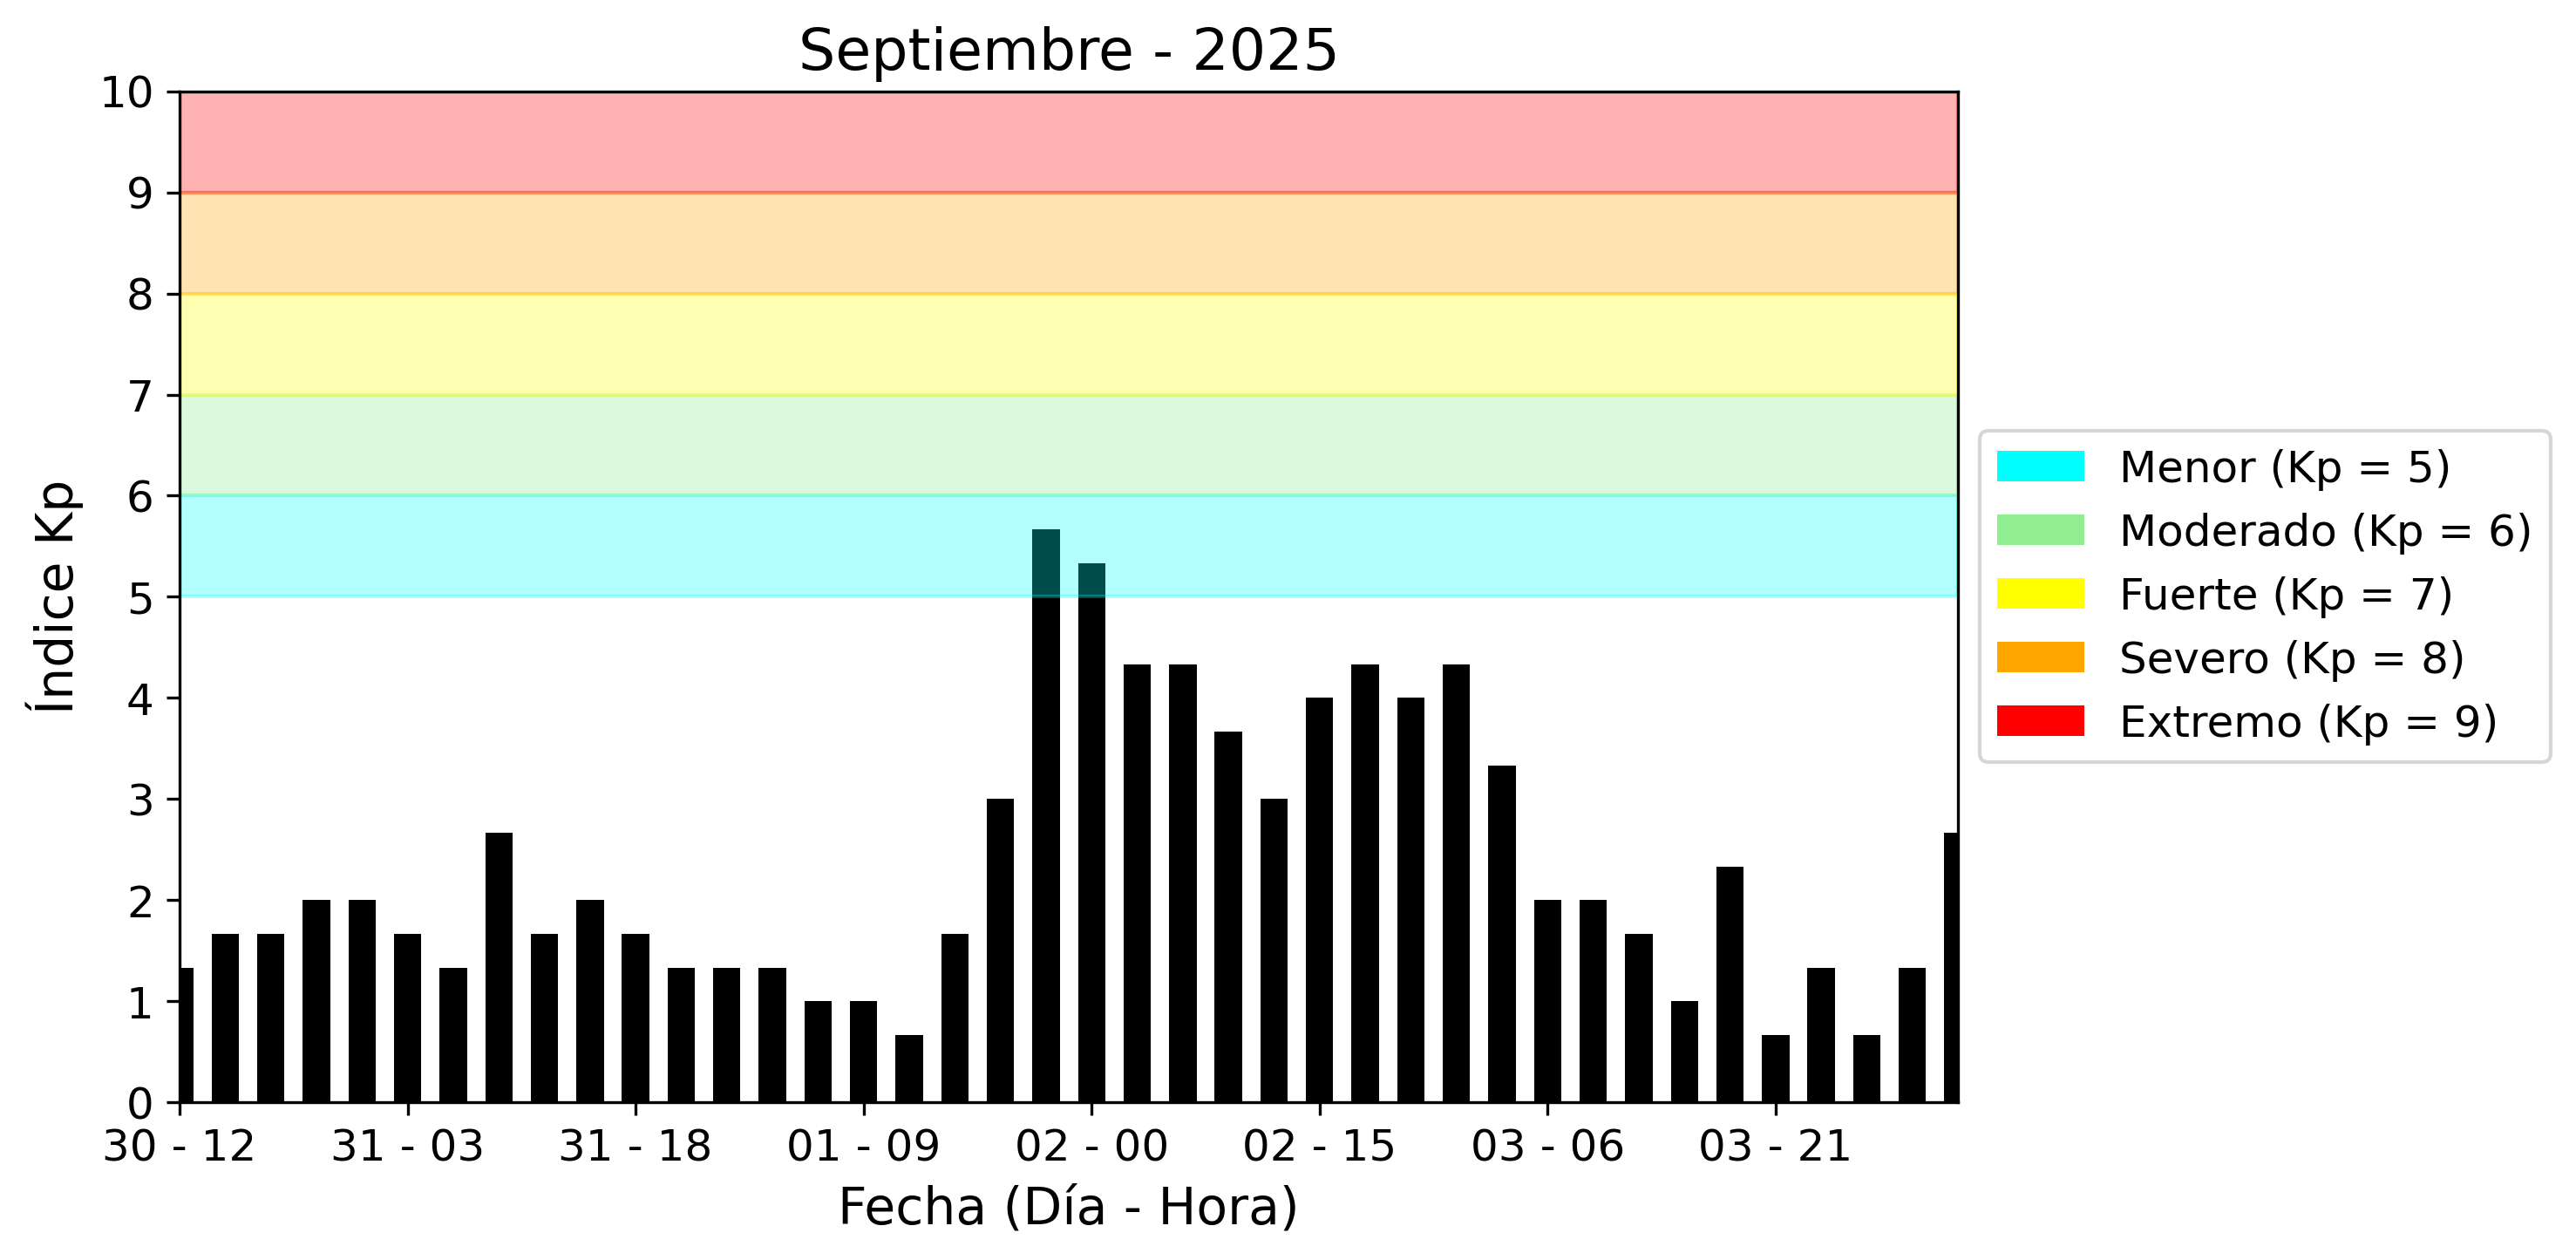 Septiembre - 2025
10
9
8
7
6
5
4
3
2
1
0
Índice Kp
30 - 12
31 - 03
31 - 18
01 - 09
02 - 00
02 - 15
03 - 06
03 - 21
Fecha (Día - Hora)
Menor (Kp = 5)
Moderado (Kp = 6)
Fuerte (Kp = 7)
Severo (Kp = 8)
Extremo (Kp = 9)